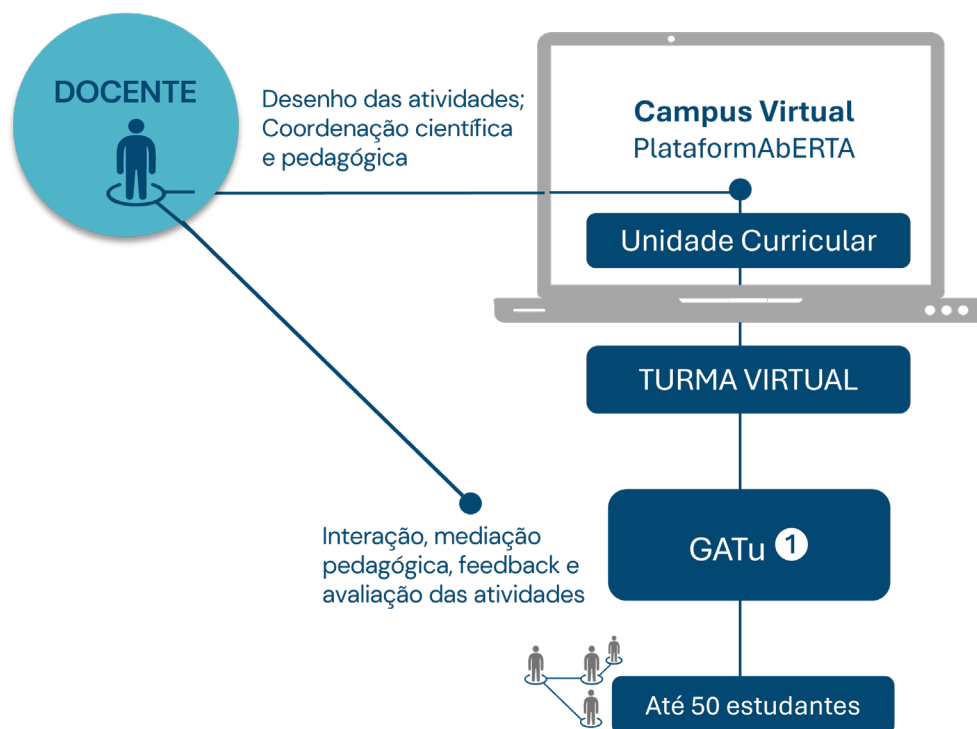 DOCENTE
Desenho das atividades;
Coordenação científica
e pedagógica
Campus Virtual
PlataformAbERTA
Unidade Curricular
TURMA VIRTUAL
GATu 1
Interação, mediação
pedagógica, feedback e
avaliação das atividades
Até 50 estudantes